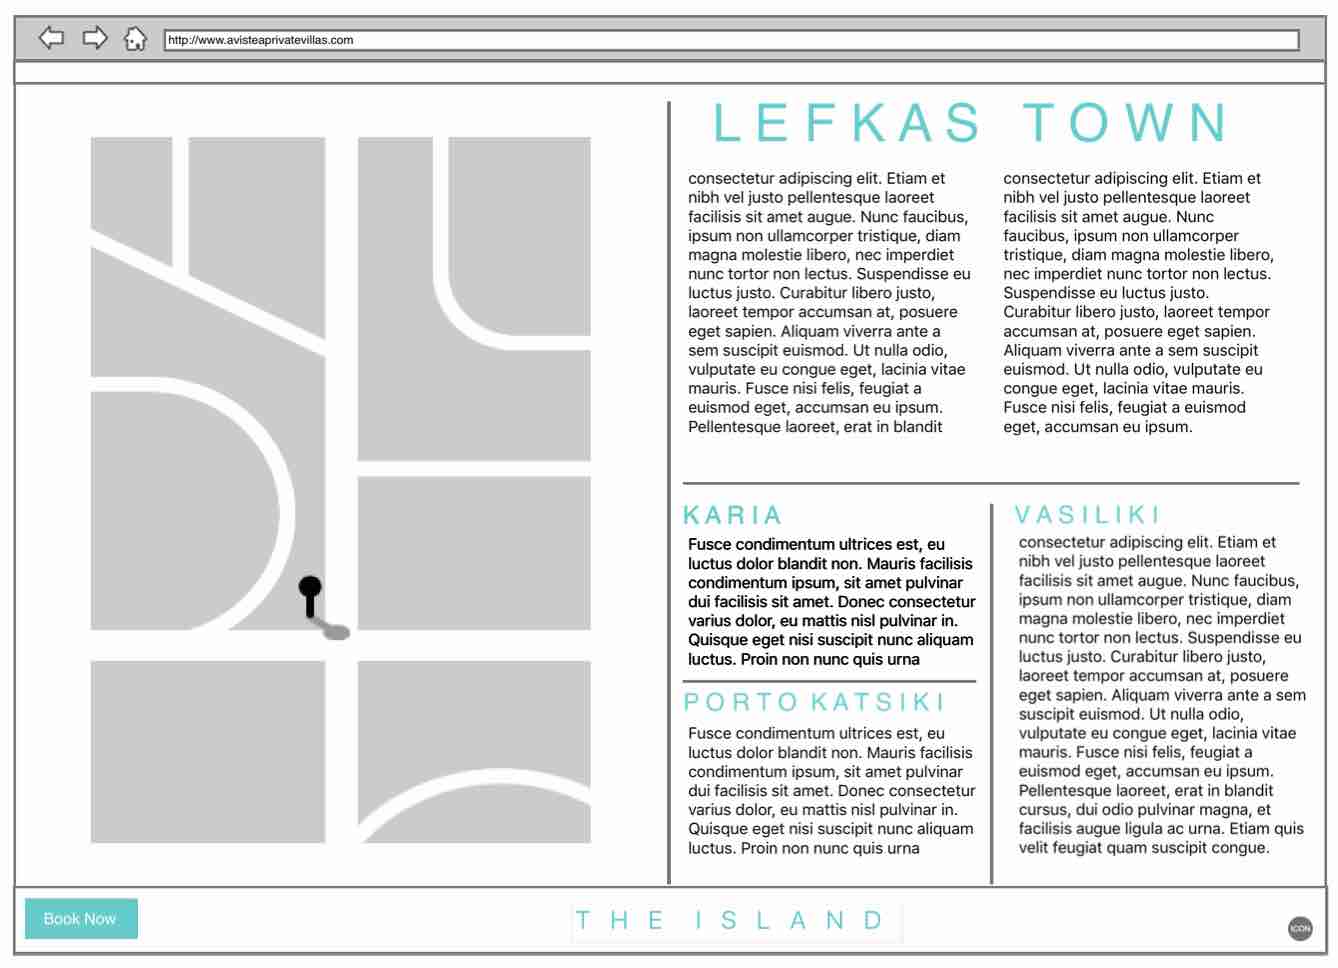 http://www.avisteaprivatevillas.com
LEFKAS TOWN
consectetur adipiscing elit. Etiam et
nibh vel justo pellentesque laoreet
facilisis sit amet augue. Nunc faucibus,
ipsum non ullamcorper tristique, diam
magna molestie libero, nec imperdiet
nunc tortor non lectus. Suspendisse eu
luctus justo. Curabitur libero justo,
laoreet tempor accumsan at, posuere
eget sapien. Aliquam viverra ante a
sem suscipit euismod. Ut nulla odio,
vulputate eu congue eget, lacinia vitae
mauris. Fusce nisi felis, feugiat a
euismod eget, accumsan eu ipsum.
Pellentesque laoreet, erat in blandit
consectetur adipiscing elit. Etiam et
nibh vel justo pellentesque laoreet
facilisis sit amet augue. Nunc
faucibus, ipsum non ullamcorper
tristique, diam magna molestie libero,
nec imperdiet nunc tortor non lectus.
Suspendisse eu luctus justo.
Curabitur libero justo, laoreet tempor
accumsan at, posuere eget sapien.
Aliquam viverra ante a sem suscipit
euismod. Ut nulla odio, vulputate eu
congue eget, lacinia vitae mauris.
Fusce nisi felis, feugiat a euismod
eget, accumsan eu ipsum.
KARIA
Fusce condimentum ultrices est, eu
luctus dolor blandit non. Mauris facilisis
condimentum ipsum, sit amet pulvinar
dui facilisis sit amet. Donec consectetur
varius dolor, eu mattis nisl pulvinar in.
Quisque eget nisi suscipit nunc aliquam
luctus. Proin non nunc quis urna
PORTO KATSIKI
Fusce condimentum ultrices est, eu
luctus dolor blandit non. Mauris facilisis
condimentum ipsum, sit amet pulvinar
dui facilisis sit amet. Donec consectetur
varius dolor, eu mattis nisl pulvinar in.
Quisque eget nisi suscipit nunc aliquam
luctus. Proin non nunc quis urna
VASILIKI
consectetur adipiscing elit. Etiam et
nibh vel justo pellentesque laoreet
facilisis sit amet augue. Nunc faucibus,
ipsum non ullamcorper tristique, diam
magna molestie libero, nec imperdiet
nunc tortor non lectus. Suspendisse eu
luctus justo. Curabitur libero justo,
laoreet tempor accumsan at, posuere
eget sapien. Aliquam viverra ante a sem
suscipit euismod. Ut nulla odio,
vulputate eu congue eget, lacinia vitae
mauris. Fusce nisi felis, feugiat a
euismod eget, accumsan eu ipsum.
Pellentesque laoreet, erat in blandit
cursus, dui odio pulvinar magna, et
facilisis augue ligula ac urna. Etiam quis
velit feugiat quam suscipit congue.
Book Now
THE ISLAND
ICON